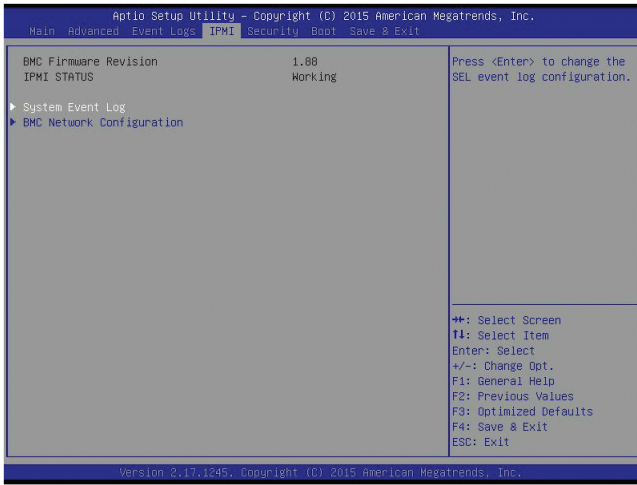 Aptio Setup Utility – Copyright (C) 2015 American Megatrends, Inc.
Main Advanced Event Logs IPMI Security Boot Save & Exit
BMC Firmware Revision 1.88
IPMI STATUS Working
System Event Log
BMC Network Configuration
Press <Enter> to change the
SEL event log configuration.
→←: Select Screen
↑↓: Select Item
Enter: Select
+/-: Change Opt.
F1: General Help
F2: Previous Values
F3: Optimized Defaults
F4: Save & Exit
ESC: Exit
Version 2.17.1245. Copyright (C) 2015 American Megatrends, Inc.